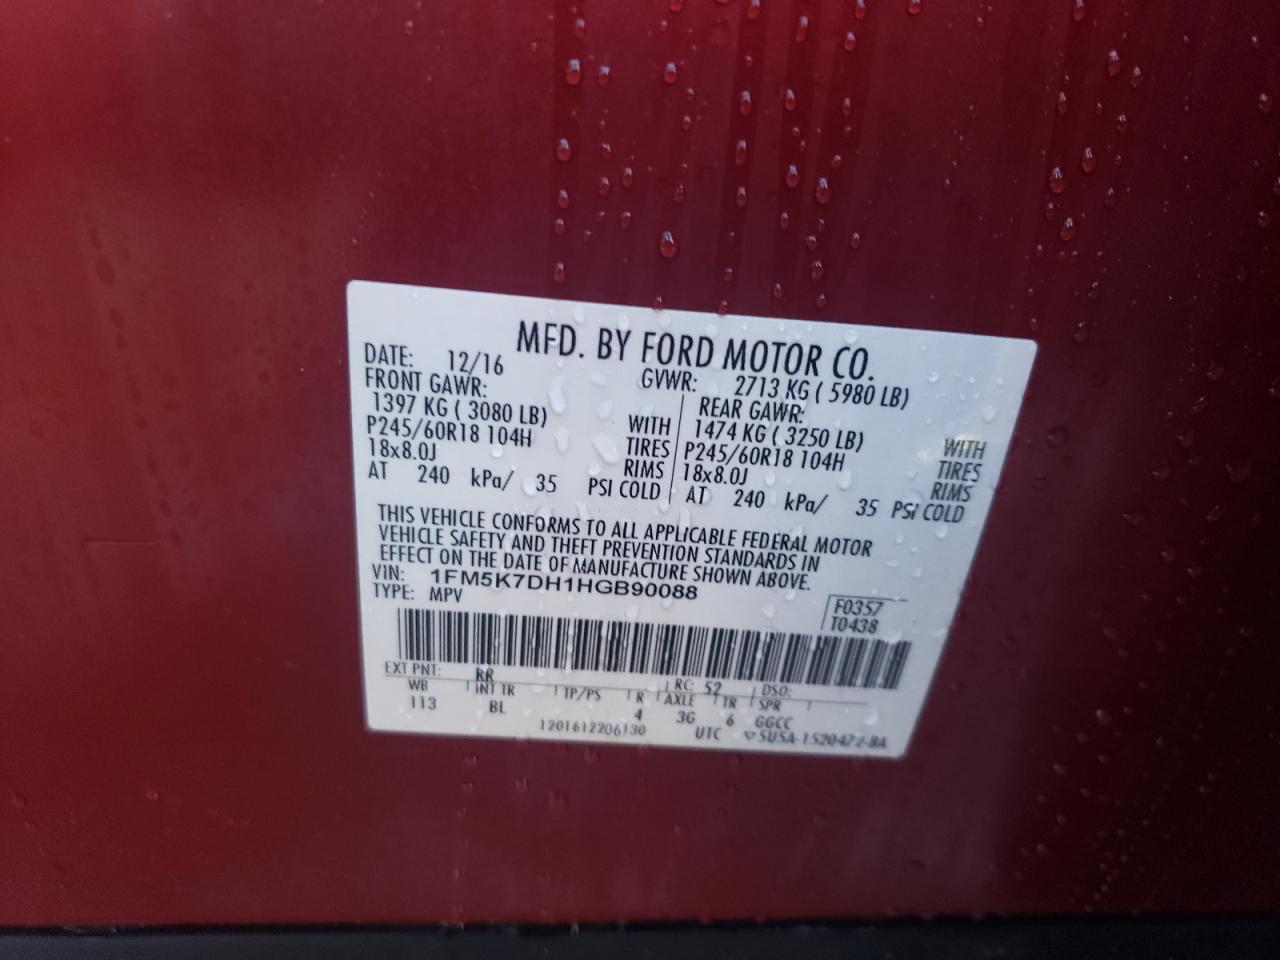 MFD. BY FORD MOTOR CO.
DATE: 12/16 GVWR: 2713 KG ( 5980 LB)
FRONT GAWR: REAR GAWR:
1397 KG ( 3080 LB) WITH 1474 KG ( 3250 LB) WITH
P245/60R18 104H TIRES P245/60R18 104H TIRES
18x8.0J RIMS 18x8.0J RIMS
AT 240 kPa/ 35 PSI COLD AT 240 kPa/ 35 PSI COLD
THIS VEHICLE CONFORMS TO ALL APPLICABLE FEDERAL MOTOR
VEHICLE SAFETY AND THEFT PREVENTION STANDARDS IN
EFFECT ON THE DATE OF MANUFACTURE SHOWN ABOVE.
VIN: 1FM5K7DH1HGB90088
TYPE: MPV
F0357
T0438
EXT PNT: RR RC: 52 DSO:
WB INT TR TP/PS R AXLE TR SPR
113 BL 4 3G 6 GGCC
1201612206130 UTC ▽5U5A-1520472-BA